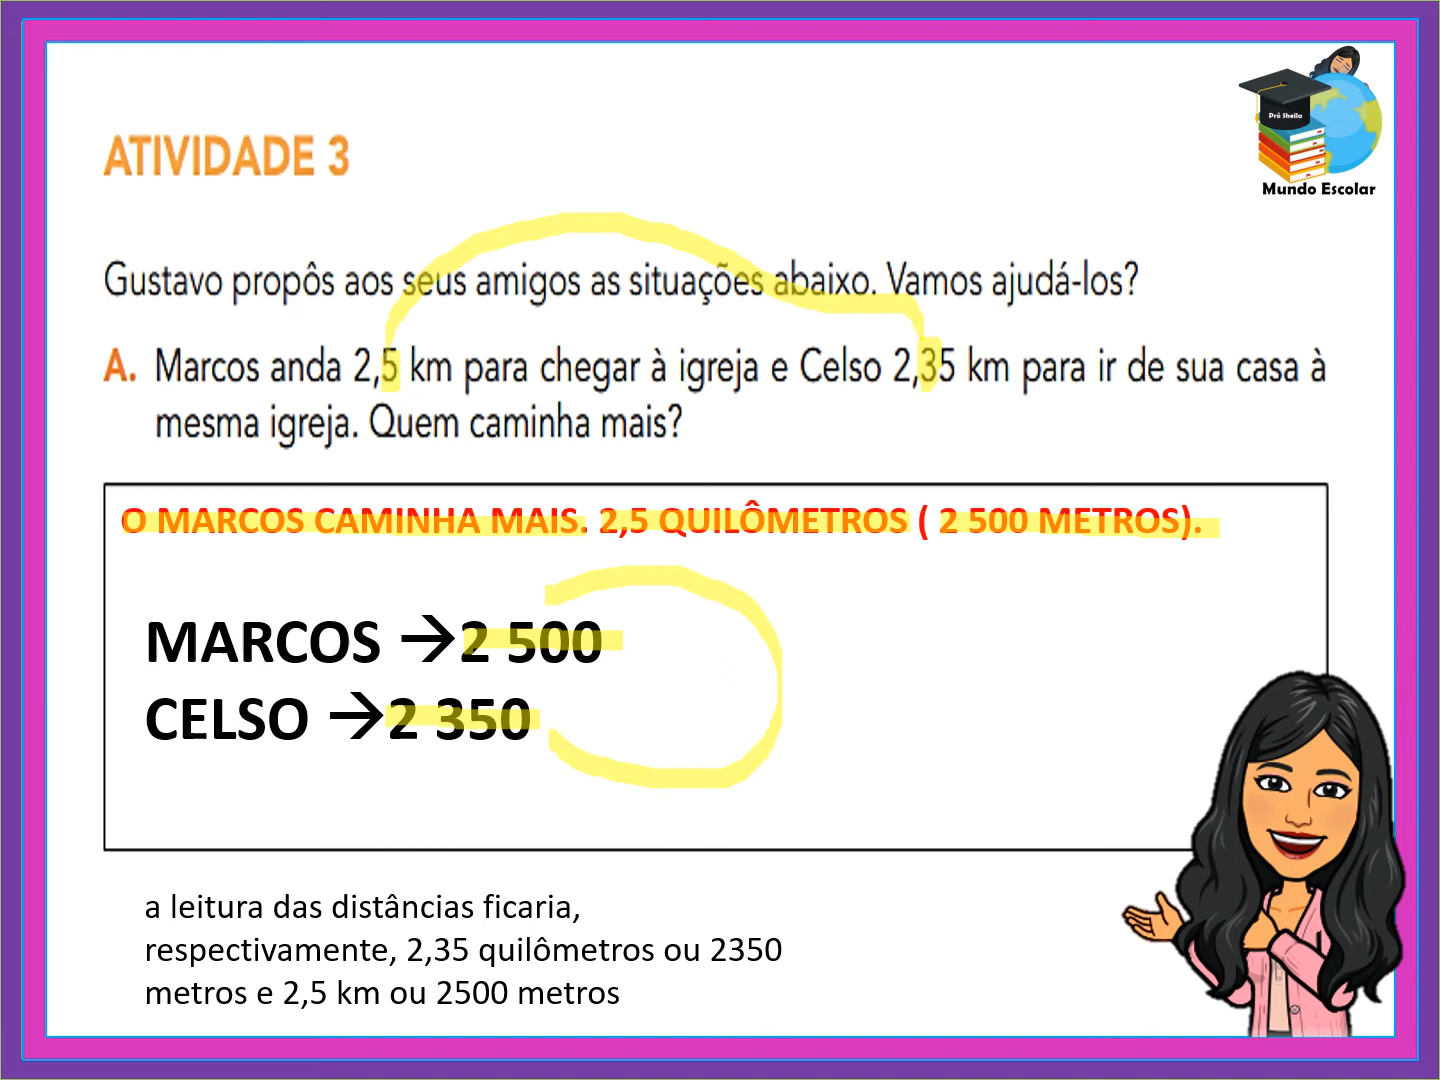 Pró Sheila
Mundo Escolar
ATIVIDADE 3
Gustavo propôs aos seus amigos as situações abaixo. Vamos ajudá-los?
A. Marcos anda 2,5 km para chegar à igreja e Celso 2,35 km para ir de sua casa à
mesma igreja. Quem caminha mais?
O MARCOS CAMINHA MAIS. 2,5 QUILÔMETROS ( 2 500 METROS).
MARCOS →2 500
CELSO →2 350
a leitura das distâncias ficaria,
respectivamente, 2,35 quilômetros ou 2350
metros e 2,5 km ou 2500 metros